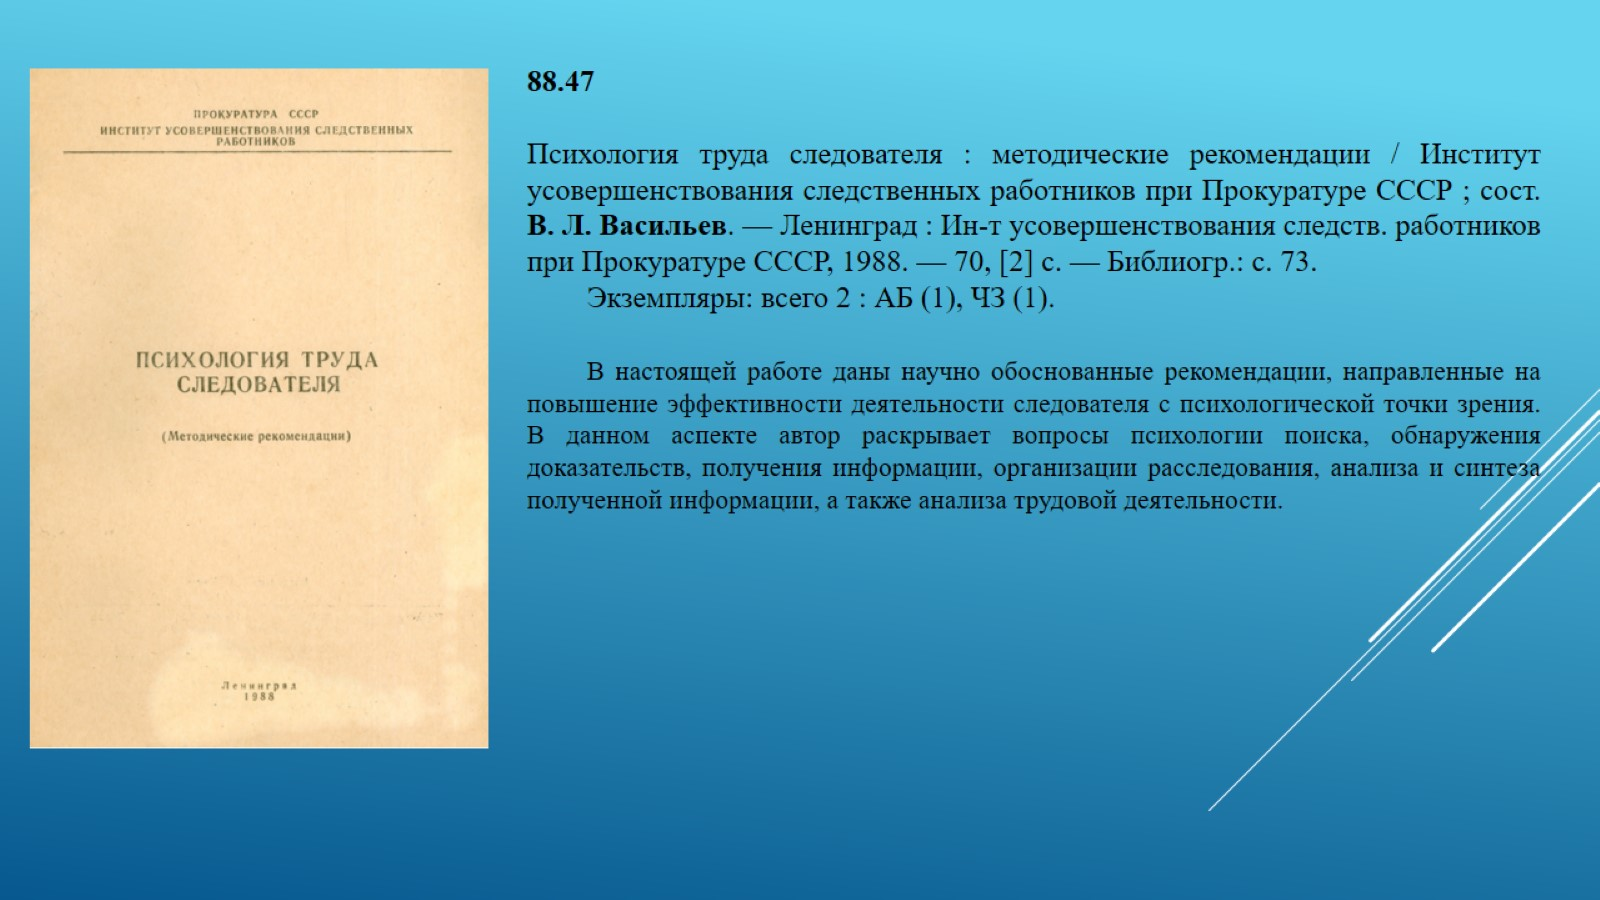 ПРОКУРАТУРА СССР
ИНСТИТУТ УСОВЕРШЕНСТВОВАНИЯ СЛЕДСТВЕННЫХ
РАБОТНИКОВ
ПСИХОЛОГИЯ ТРУДА
СЛЕДОВАТЕЛЯ
(Методические рекомендации)
Ленинград
1988
88.47
Психология труда следователя : методические рекомендации / Институт
усовершенствования следственных работников при Прокуратуре СССР ; сост.
В. Л. Васильев. — Ленинград : Ин-т усовершенствования следств. работников
при Прокуратуре СССР, 1988. — 70, [2] с. — Библиогр.: с. 73.
Экземпляры: всего 2 : АБ (1), ЧЗ (1).
В настоящей работе даны научно обоснованные рекомендации, направленные на
повышение эффективности деятельности следователя с психологической точки зрения.
В данном аспекте автор раскрывает вопросы психологии поиска, обнаружения
доказательств, получения информации, организации расследования, анализа и синтеза
полученной информации, а также анализа трудовой деятельности.